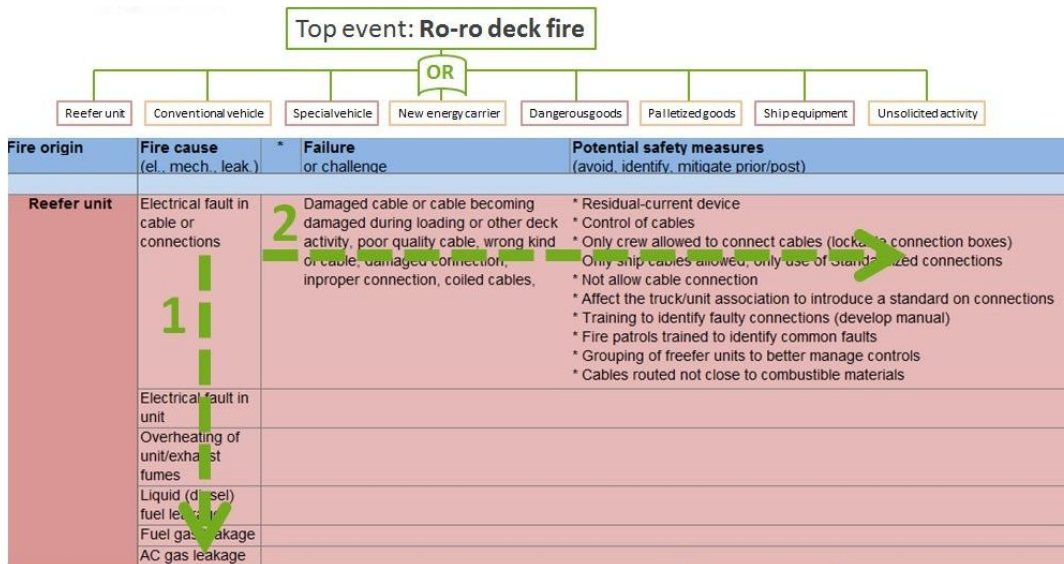 Top event: Ro-ro deck fire
OR
Reefer unit
Conventional vehicle
Special vehicle
New energy carrier
Dangerous goods
Palletized goods
Ship equipment
Unsolicited activity
Fire origin
Fire cause
(el., mech., leak.)
*
Failure
or challenge
Potential safety measures
(avoid, identify, mitigate prior/post)
Reefer unit
Electrical fault in
cable or
connections
1
2
Damaged cable or cable becoming
damaged during loading or other deck
activity, poor quality cable, wrong kind
of cable, damaged connection,
inproper connection, coiled cables,
* Residual-current device
* Control of cables
* Only crew allowed to connect cables (lockable connection boxes)
* Only ship cables allowed, only use of Standardized connections
* Not allow cable connection
* Affect the truck/unit association to introduce a standard on connections
* Training to identify faulty connections (develop manual)
* Fire patrols trained to identify common faults
* Grouping of freefer units to better manage controls
* Cables routed not close to combustible materials
Electrical fault in
unit
Overheating of
unit/exhaust
fumes
Liquid (diesel)
fuel leakage
Fuel gas leakage
AC gas leakage